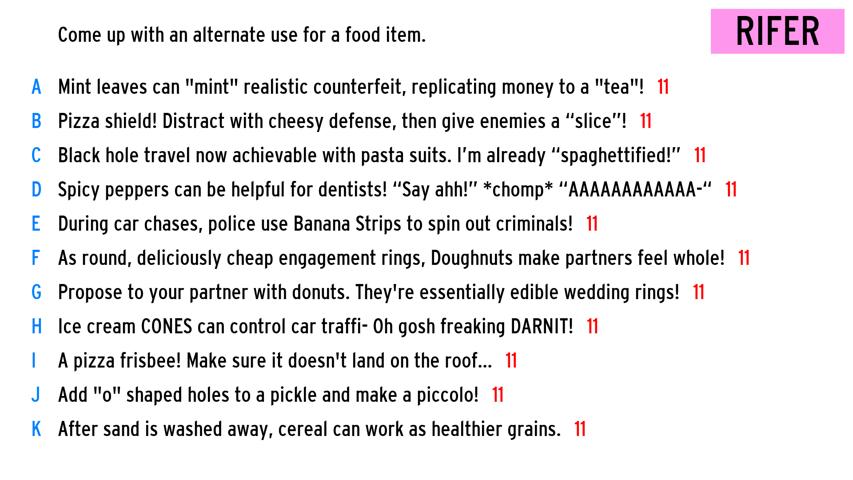 Come up with an alternate use for a food item.
RIFER
A Mint leaves can "mint" realistic counterfeit, replicating money to a "tea"! 11
B Pizza shield! Distract with cheesy defense, then give enemies a “slice”! 11
C Black hole travel now achievable with pasta suits. I’m already “spaghettified!” 11
D Spicy peppers can be helpful for dentists! “Say ahh!” *chomp* “AAAAAAAAAAAA-“ 11
E During car chases, police use Banana Strips to spin out criminals! 11
F As round, deliciously cheap engagement rings, Doughnuts make partners feel whole! 11
G Propose to your partner with donuts. They're essentially edible wedding rings! 11
H Ice cream CONES can control car traffi- Oh gosh freaking DARNIT! 11
I A pizza frisbee! Make sure it doesn't land on the roof... 11
J Add "o" shaped holes to a pickle and make a piccolo! 11
K After sand is washed away, cereal can work as healthier grains. 11